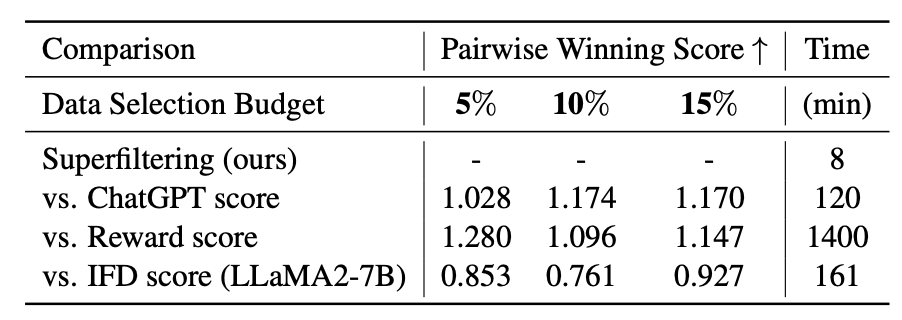 Comparison Pairwise Winning Score ↑ Time
Data Selection Budget 5% 10% 15% (min)
Superfiltering (ours) - - - 8
vs. ChatGPT score 1.028 1.174 1.170 120
vs. Reward score 1.280 1.096 1.147 1400
vs. IFD score (LLaMA2-7B) 0.853 0.761 0.927 161